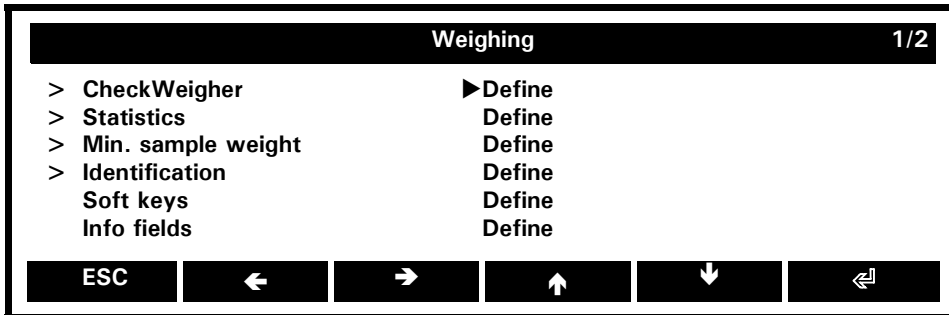 Weighing 1/2
> CheckWeigher ▶Define
> Statistics Define
> Min. sample weight Define
> Identification Define
Soft keys Define
Info fields Define
ESC